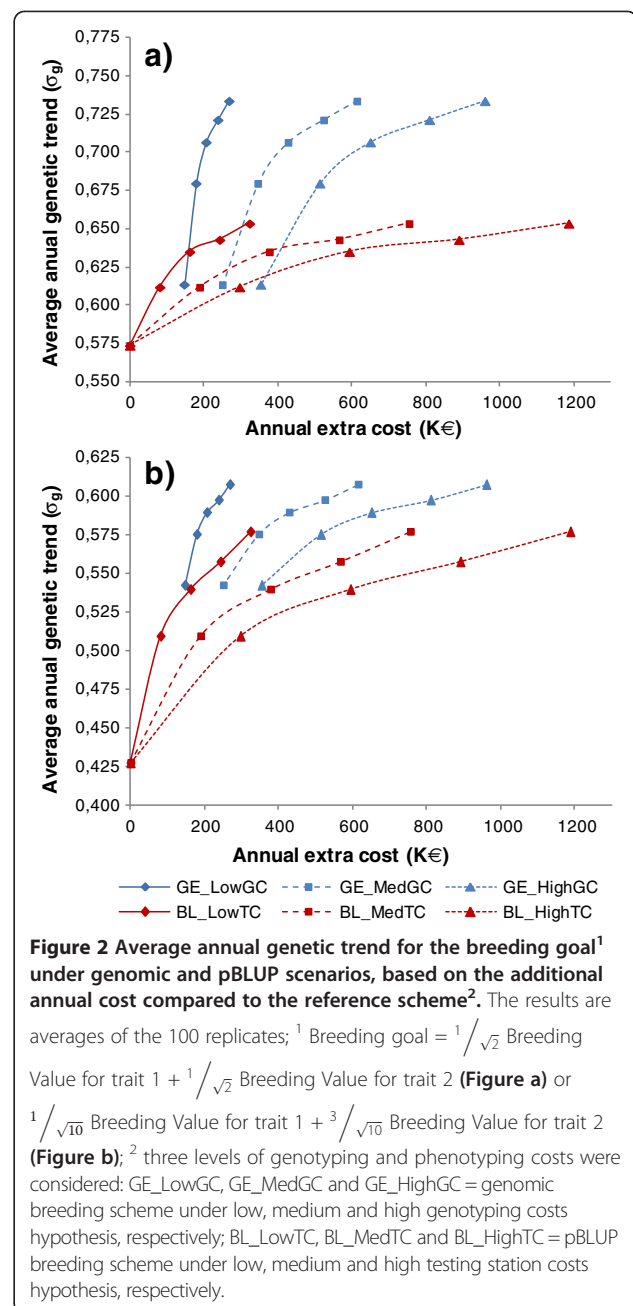 a)
Average anual genetic trend (σg)
0,775
0,750
0,725
0,700
0,675
0,650
0,625
0,600
0,575
0,550
0 200 400 600 800 1000 1200
Annual extra cost (K€)
b)
Average anual genetic trend (σg)
0,625
0,600
0,575
0,550
0,525
0,500
0,475
0,450
0,425
0,400
0 200 400 600 800 1000 1200
Annual extra cost (K€)
GE_LowGC GE_MedGC GE_HighGC
BL_LowTC BL_MedTC BL_HighTC
Figure 2 Average annual genetic trend for the breeding goal¹
under genomic and pBLUP scenarios, based on the additional
annual cost compared to the reference scheme². The results are
averages of the 100 replicates; ¹ Breeding goal = 1/√2 Breeding
Value for trait 1 + 1/√2 Breeding Value for trait 2 (Figure a) or
1/√10 Breeding Value for trait 1 + 3/√10 Breeding Value for trait 2
(Figure b); ² three levels of genotyping and phenotyping costs were
considered: GE_LowGC, GE_MedGC and GE_HighGC = genomic
breeding scheme under low, medium and high genotyping costs
hypothesis, respectively; BL_LowTC, BL_MedTC and BL_HighTC = pBLUP
breeding scheme under low, medium and high testing station costs
hypothesis, respectively.